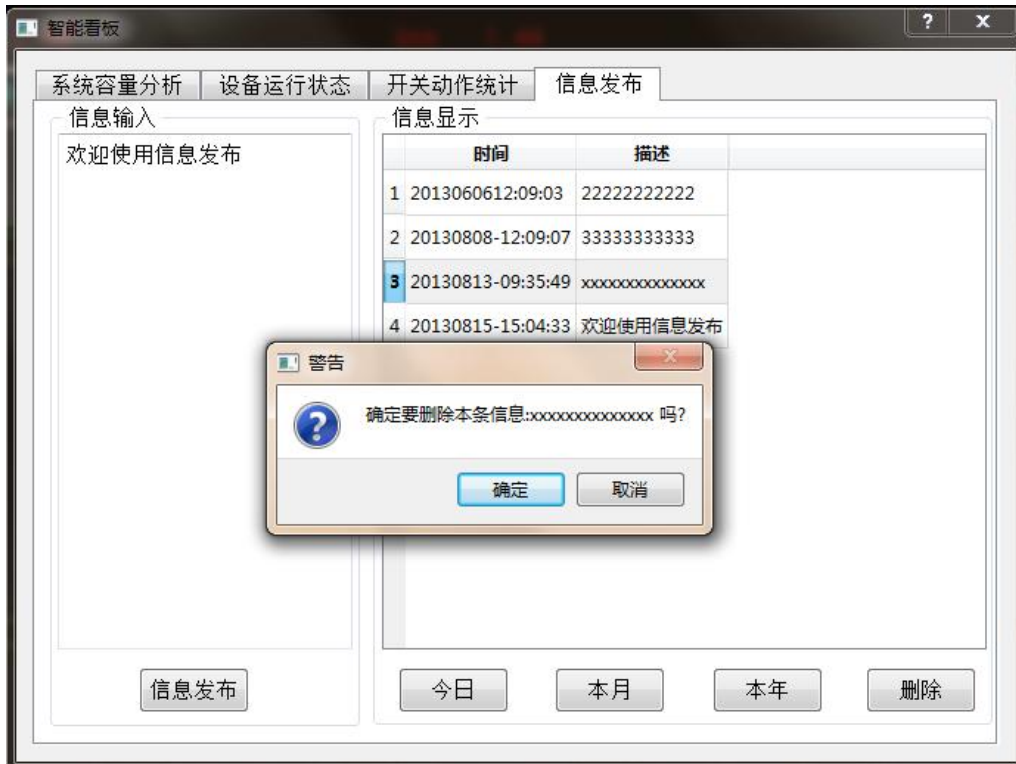 智能看板
系统容量分析 设备运行状态 开关动作统计 信息发布
信息输入
欢迎使用信息发布
信息发布
信息显示
时间 描述
1 2013060612:09:03 22222222222
2 20130808-12:09:07 33333333333
3 20130813-09:35:49 xxxxxxxxxxxxxx
4 20130815-15:04:33 欢迎使用信息发布
警告
确定要删除本条信息:xxxxxxxxxxxxxx 吗?
确定 取消
今日 本月 本年 删除